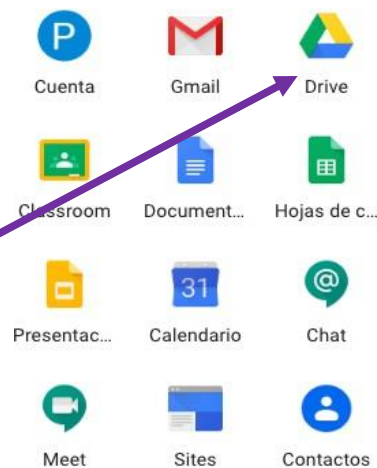 P
Cuenta Gmail Drive
Classroom Document... Hojas de c...
31
@
Presentac... Calendario Chat
Meet Sites Contactos